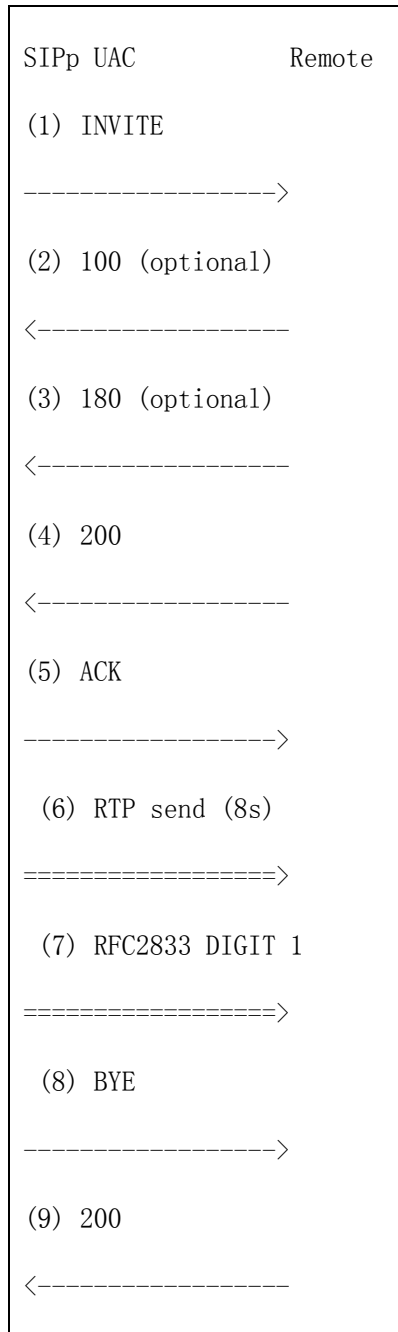 SIPp UAC Remote
(1) INVITE
------------------>
(2) 100 (optional)
<------------------
(3) 180 (optional)
<------------------
(4) 200
<------------------
(5) ACK
------------------>
(6) RTP send (8s)
==================>
(7) RFC2833 DIGIT 1
==================>
(8) BYE
------------------>
(9) 200
<------------------